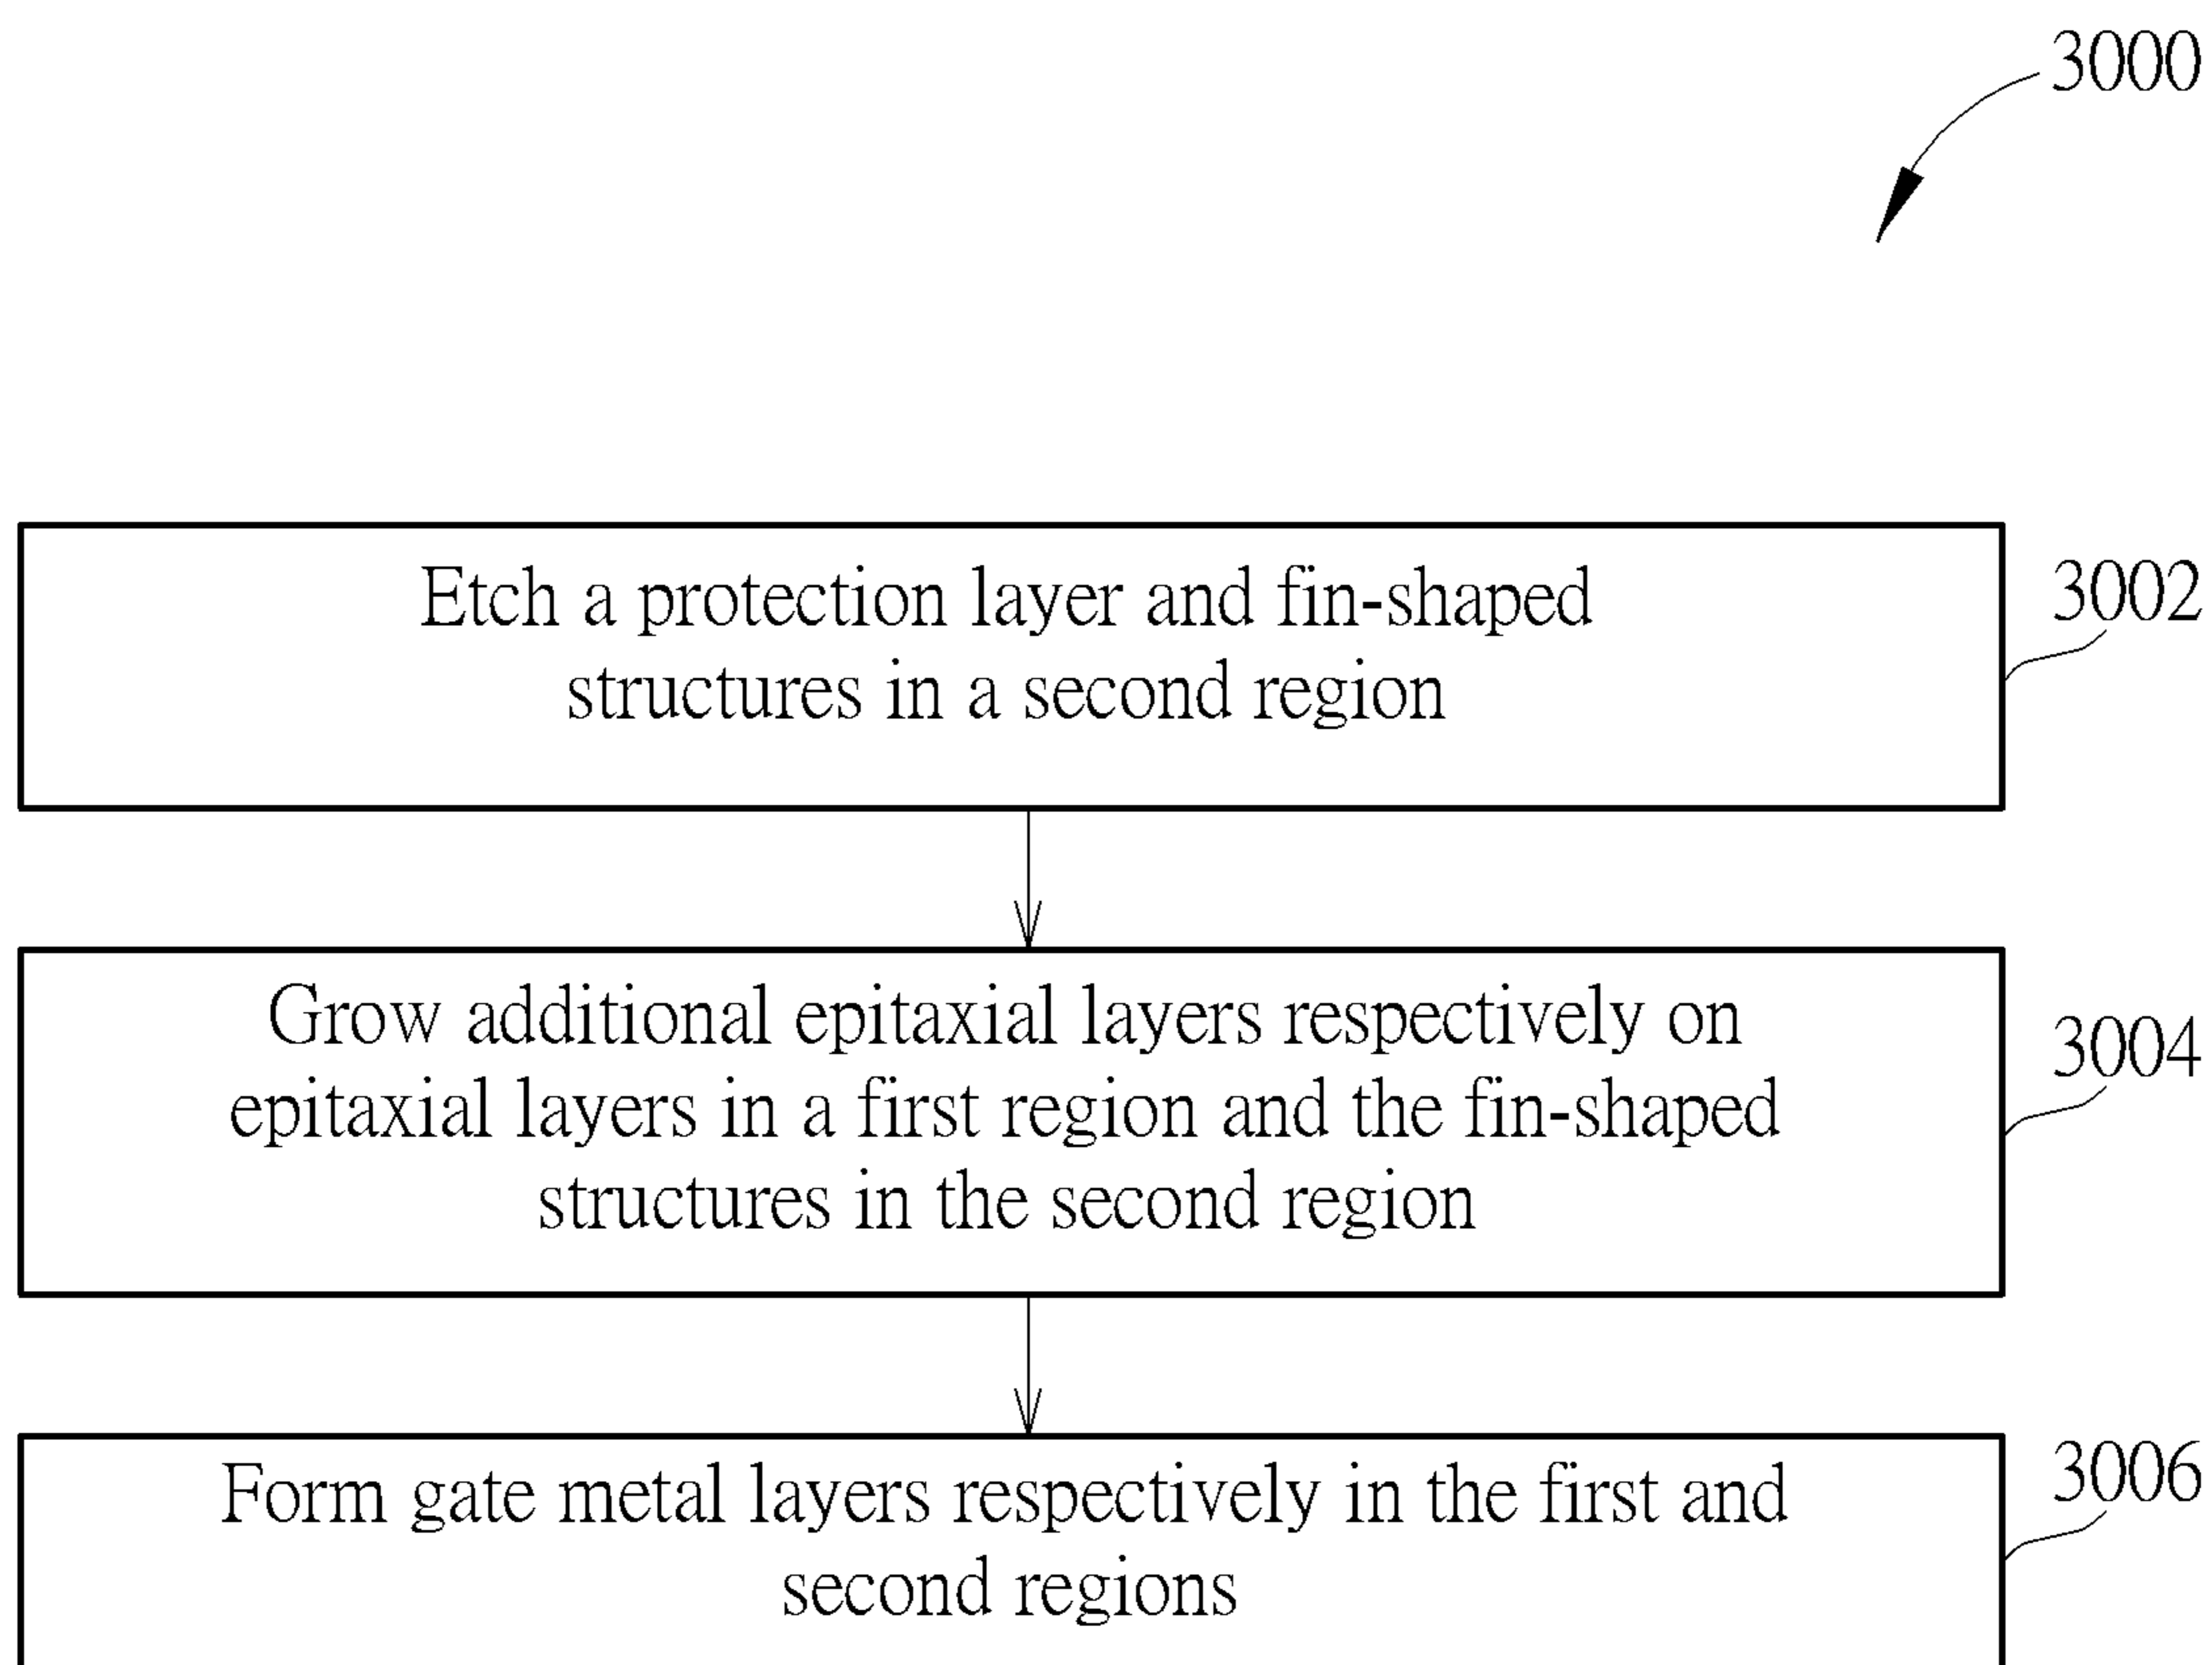 3000
Etch a protection layer and fin-shaped
structures in a second region
3002
Grow additional epitaxial layers respectively on
epitaxial layers in a first region and the fin-shaped
structures in the second region
3004
Form gate metal layers respectively in the first and
second regions
3006